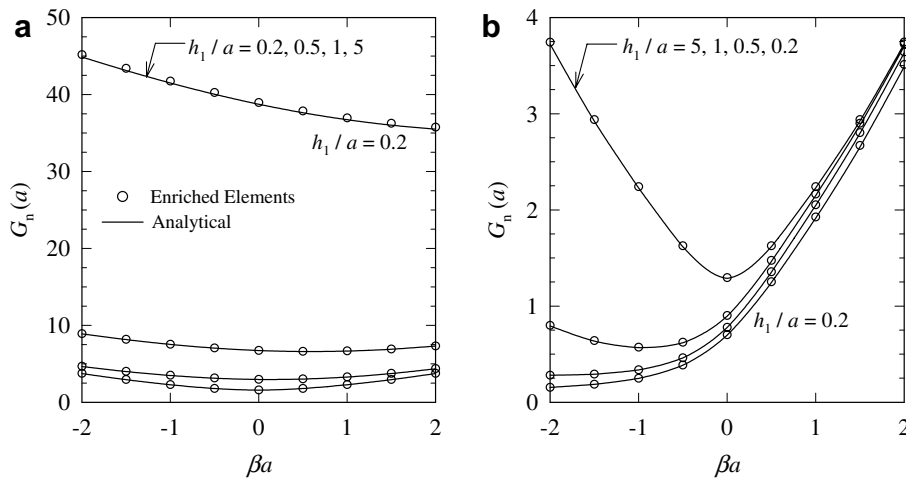 a
h₁ / a = 0.2, 0.5, 1, 5
h₁ / a = 0.2
Enriched Elements
Analytical
Gₙ(a)
50
40
30
20
10
0
-2
-1
0
1
2
βa
b
h₁ / a = 5, 1, 0.5, 0.2
h₁ / a = 0.2
Gₙ(a)
4
3
2
1
0
-2
-1
0
1
2
βa